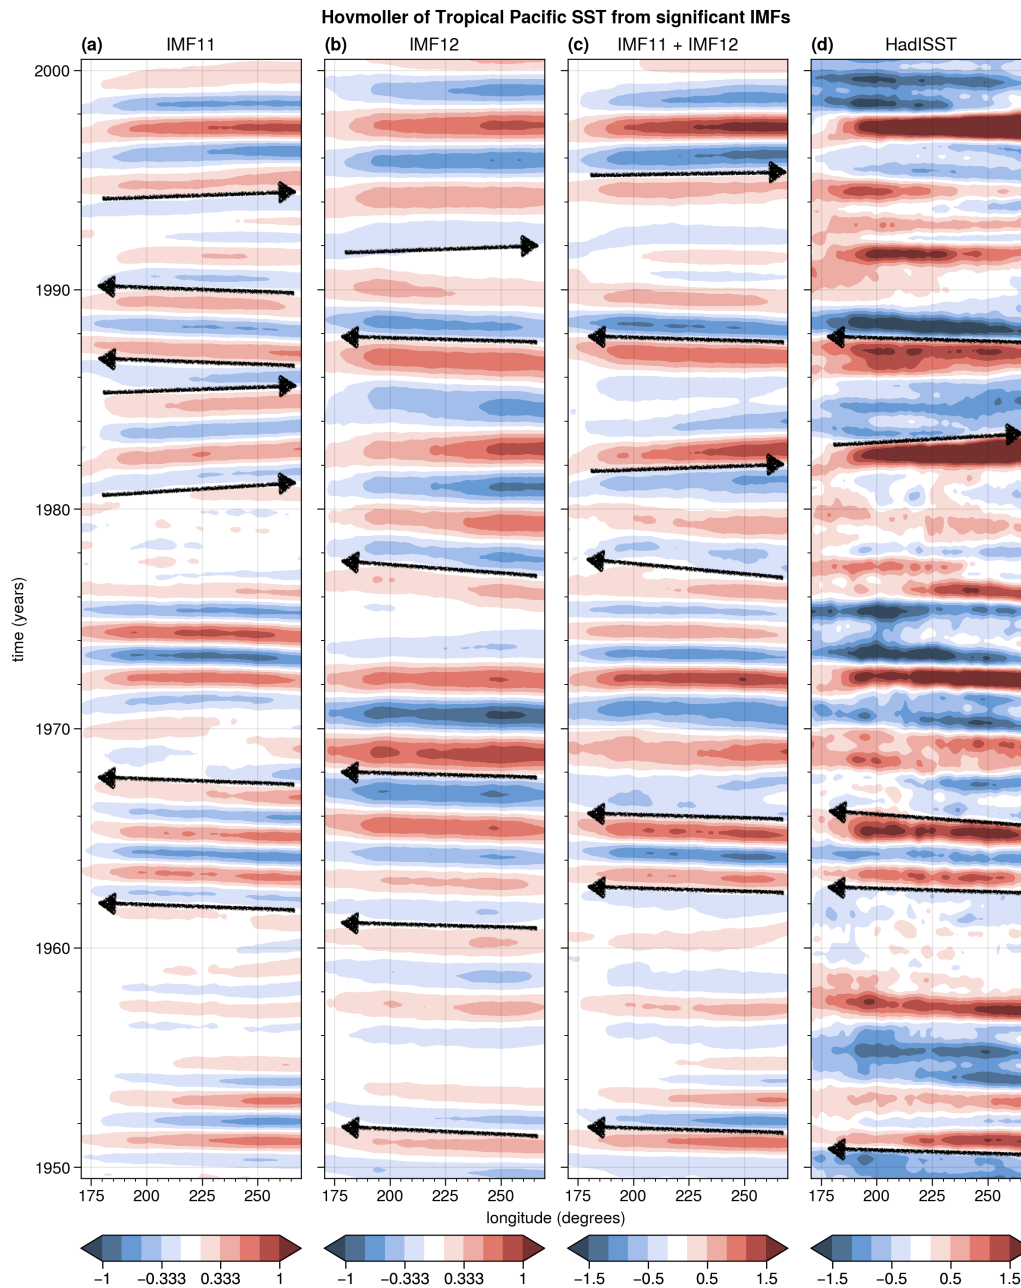 Hovmoller of Tropical Pacific SST from significant IMFs
(a) IMF11
(b) IMF12
(c) IMF11 + IMF12
(d) HadISST
2000
1990
1980
1970
1960
1950
time (years)
175 200 225 250
175 200 225 250
175 200 225 250
175 200 225 250
longitude (degrees)
−1 −0.333 0.333 1
−1 −0.333 0.333 1
−1.5 −0.5 0.5 1.5
−1.5 −0.5 0.5 1.5